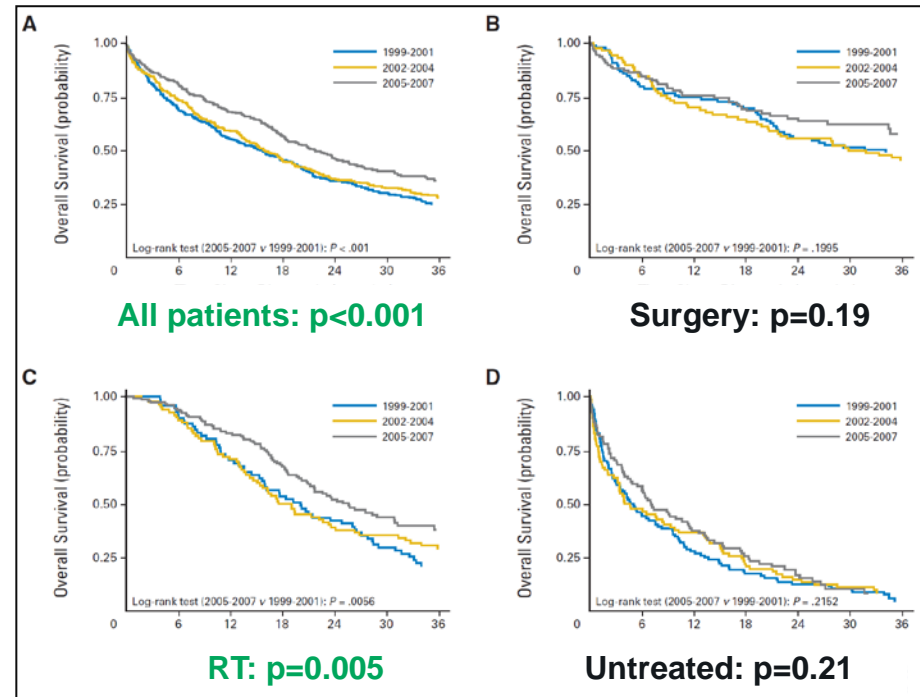 A
Overall Survival (probability)
1.00
0.75
0.50
0.25
1999-2001
2002-2004
2005-2007
Log-rank test (2005-2007 v 1999-2001): P < .001
0 6 12 18 24 30 36
All patients: p<0.001
B
Overall Survival (probability)
1.00
0.75
0.50
0.25
1999-2001
2002-2004
2005-2007
Log-rank test (2005-2007 v 1999-2001): P = .1995
0 6 12 18 24 30 36
Surgery: p=0.19
C
Overall Survival (probability)
1.00
0.75
0.50
0.25
1999-2001
2002-2004
2005-2007
Log-rank test (2005-2007 v 1999-2001): P = .0056
0 6 12 18 24 30 36
RT: p=0.005
D
Overall Survival (probability)
1.00
0.75
0.50
0.25
1999-2001
2002-2004
2005-2007
Log-rank test (2005-2007 v 1999-2001): P = .2152
0 6 12 18 24 30 36
Untreated: p=0.21